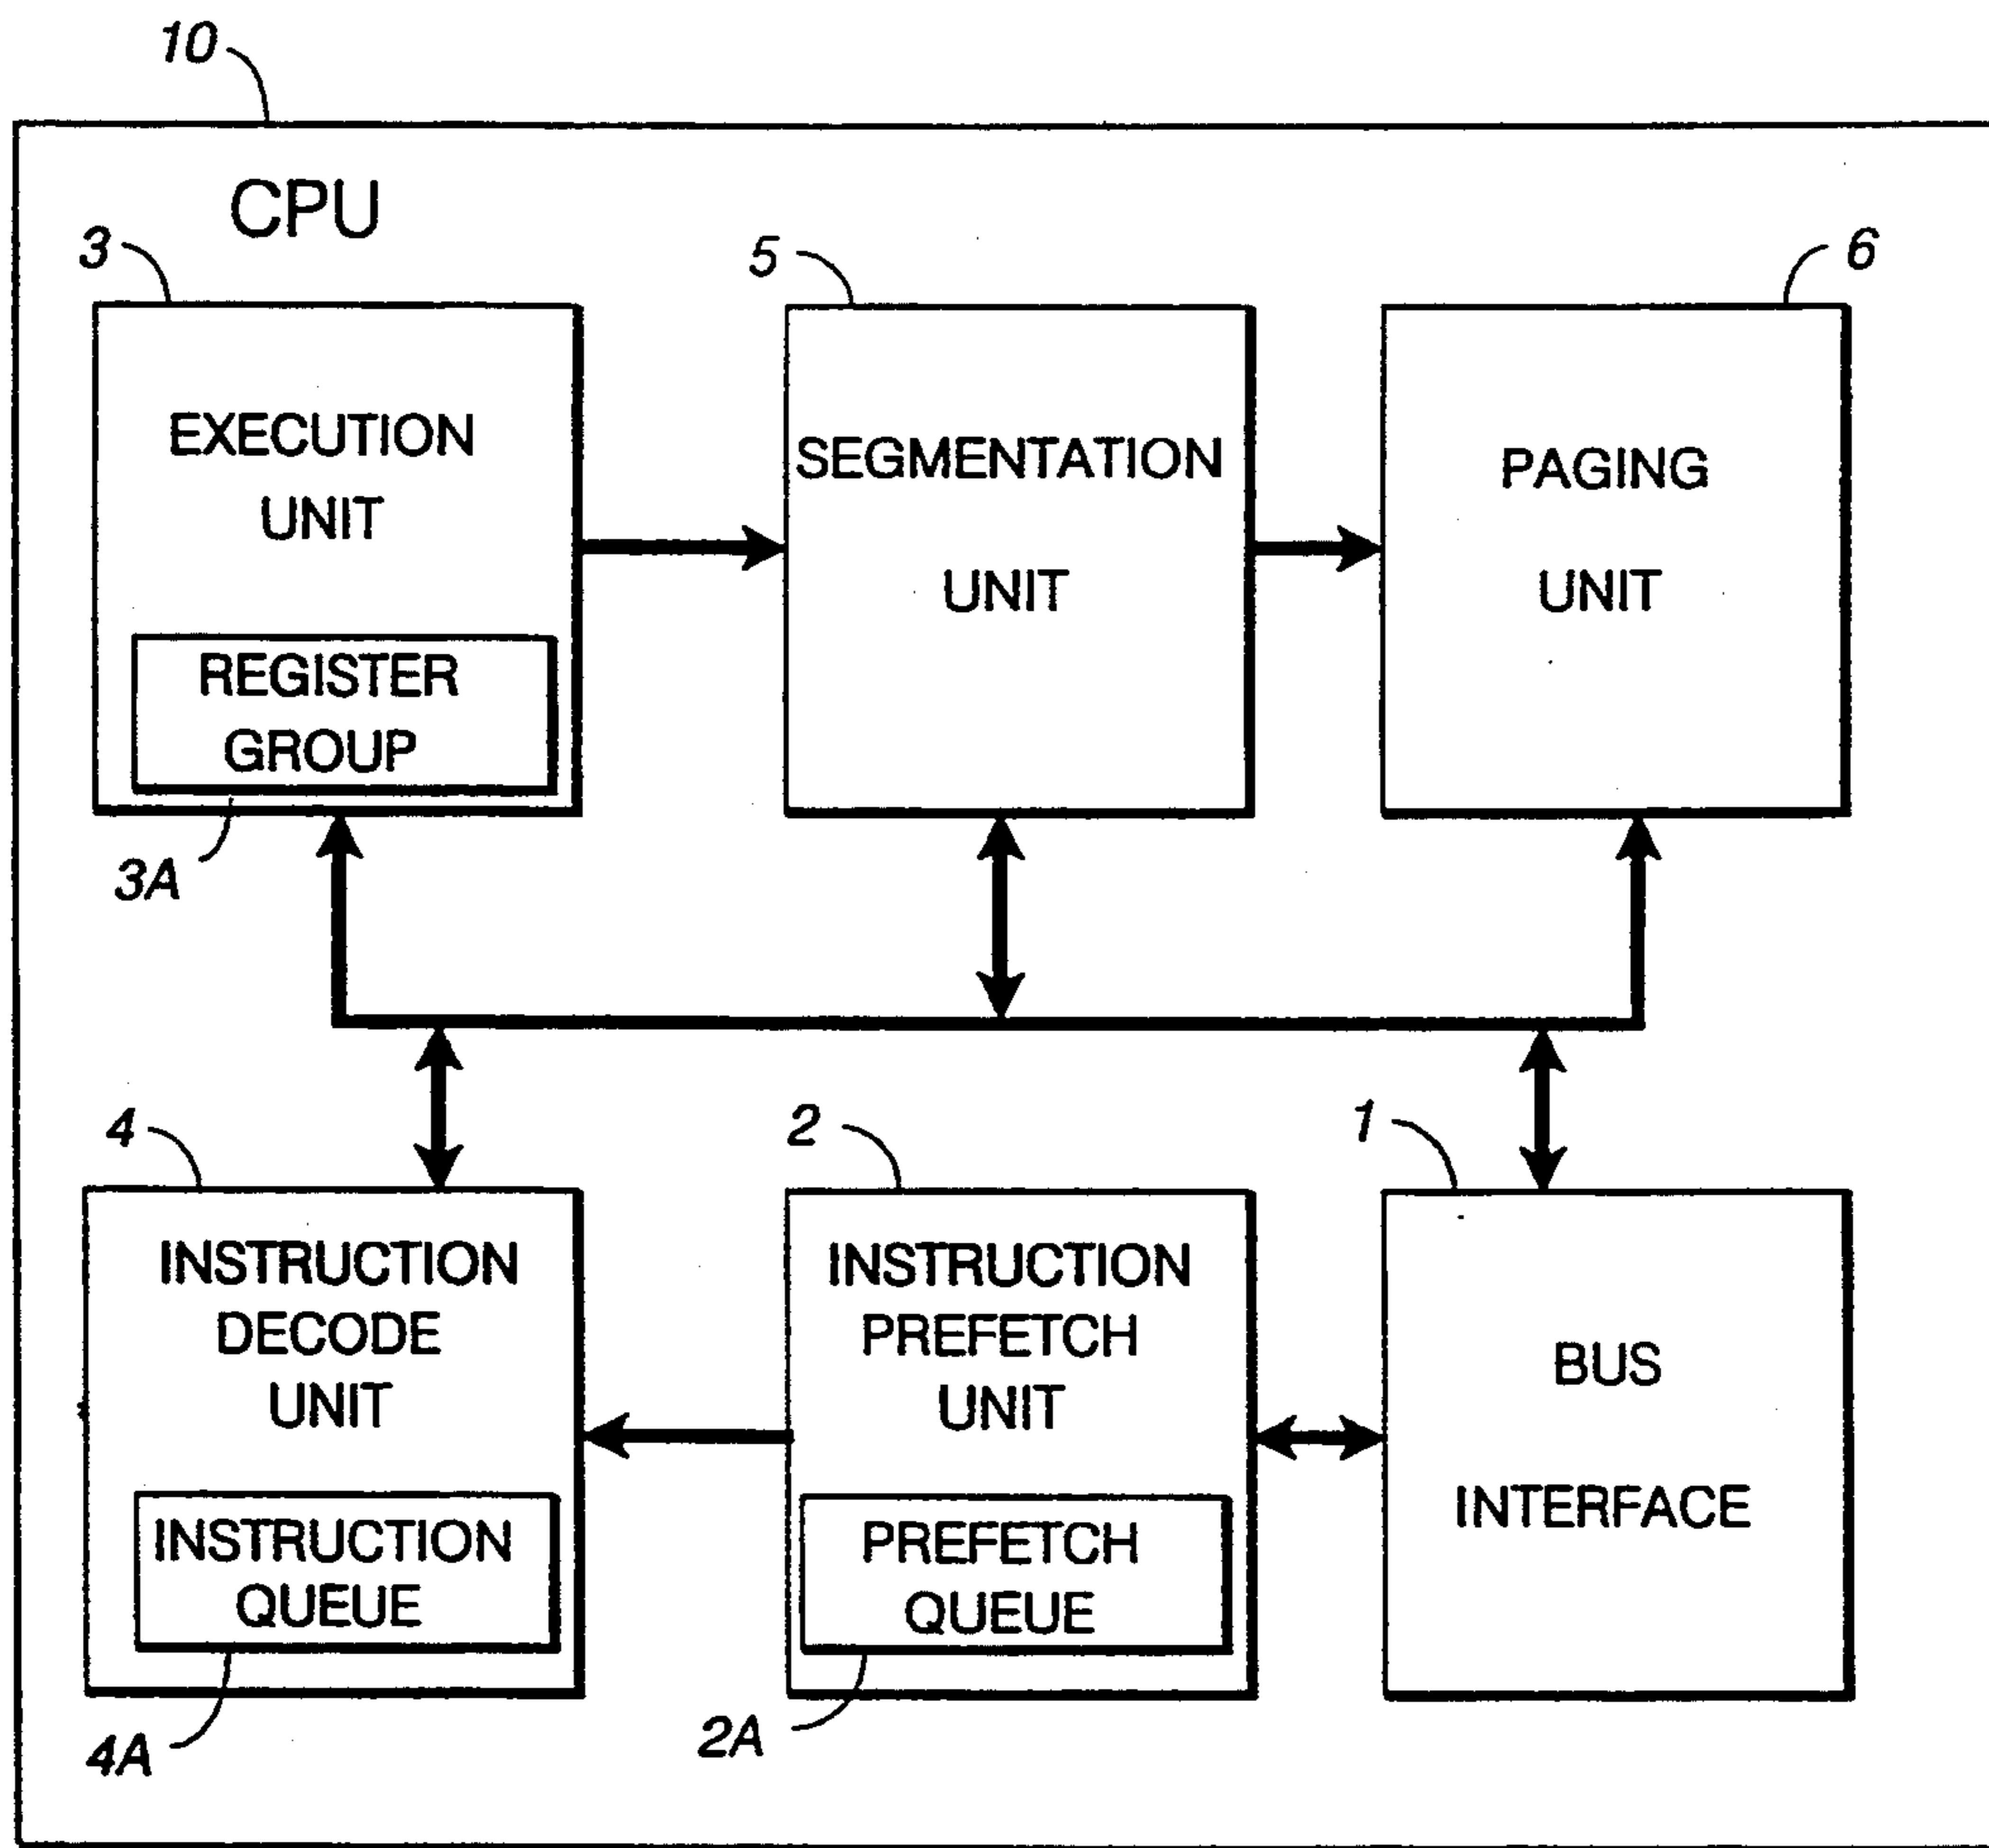 10
CPU
3
5
6
EXECUTION
UNIT
REGISTER
GROUP
3A
SEGMENTATION
UNIT
PAGING
UNIT
4
2
1
INSTRUCTION
DECODE
UNIT
INSTRUCTION
QUEUE
4A
INSTRUCTION
PREFETCH
UNIT
PREFETCH
QUEUE
2A
BUS
INTERFACE